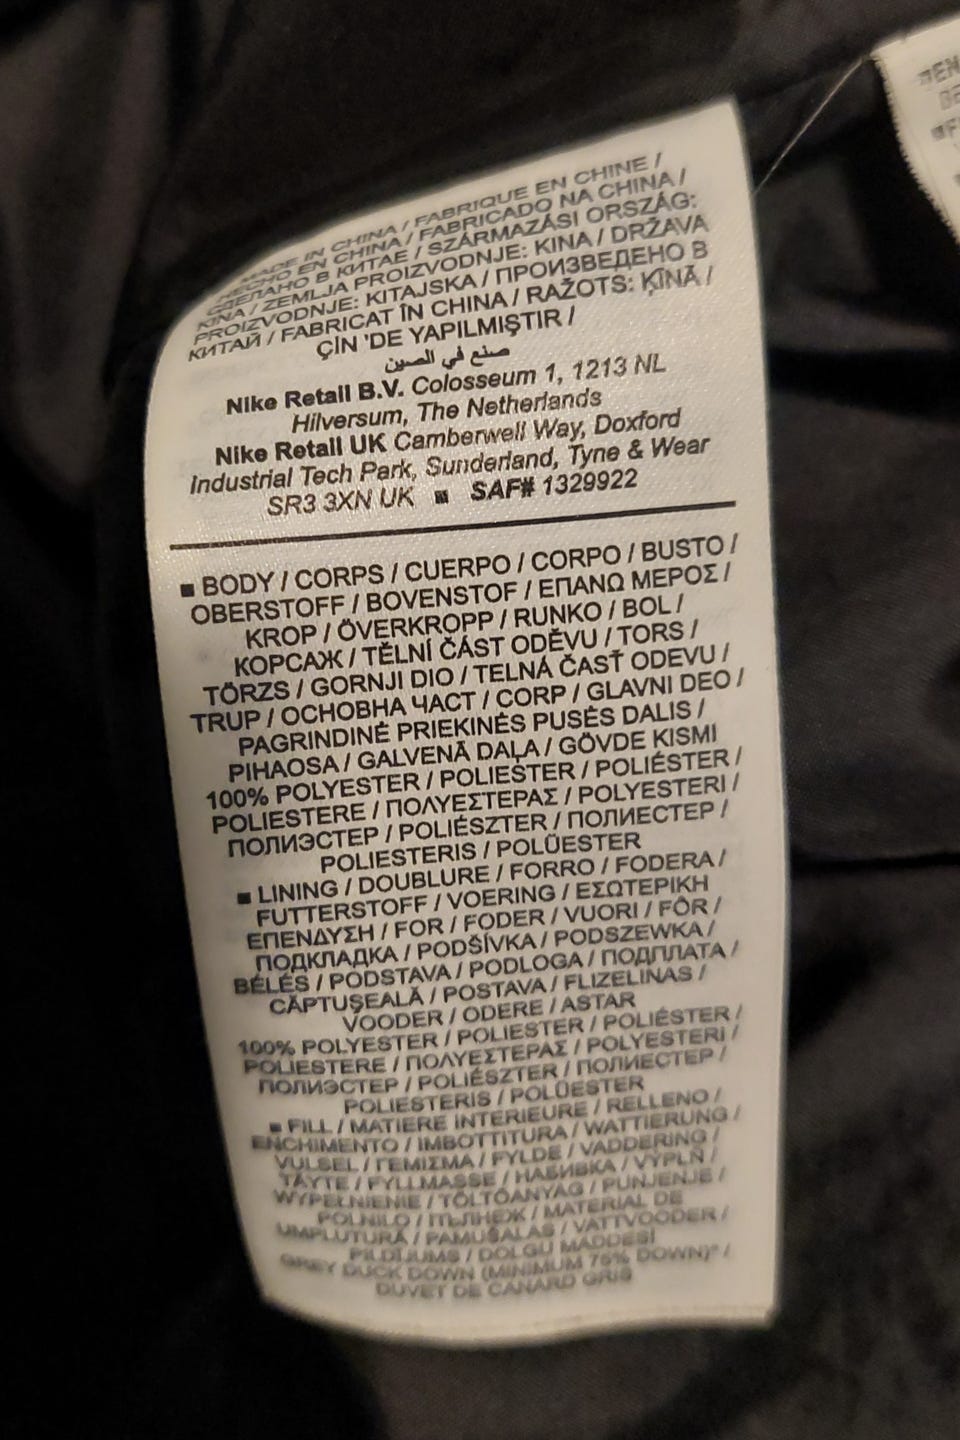 MADE IN CHINA / FABRIQUE EN CHINE /
HECHO EN CHINA / FABRICADO NA CHINA /
СДЕЛАНО В КИТАЕ / SZÁRMAZÁSI ORSZÁG:
KÍNA / ZEMLJA PROIZVODNJE: KINA / DRŽAVA
PROIZVODNJE: KITAJSKA / ПРОИЗВЕДЕНО В
КИТАЙ / FABRICAT ÎN CHINA / RAŽOTS: ĶĪNĀ /
ÇİN 'DE YAPILMIŞTIR /
صنع في الصين
Nike Retail B.V. Colosseum 1, 1213 NL
Hilversum, The Netherlands
Nike Retail UK Camberwell Way, Doxford
Industrial Tech Park, Sunderland, Tyne & Wear
SR3 3XN UK ■ SAF# 1329922
■ BODY / CORPS / CUERPO / CORPO / BUSTO /
OBERSTOFF / BOVENSTOF / ΕΠΑΝΩ ΜΕΡΟΣ /
KROP / ÖVERKROPP / RUNKO / BOL /
КОРСАЖ / TĚLNÍ ČÁST ODĚVU / TORS /
TÖRZS / GORNJI DIO / TELNÁ ČASŤ ODEVU /
TRUP / ОСНОВНА ЧАСТ / CORP / GLAVNI DEO /
PAGRINDINĖ PRIEKINĖS PUSĖS DALIS /
PIHAOSA / GALVENĀ DAĻA / GÖVDE KISMI
100% POLYESTER / POLIEŠTER / POLIÉSTER /
POLIESTERE / ΠΟΛΥΕΣΤΕΡΑΣ / POLYESTERI /
ПОЛИЭСТЕР / POLIÉSZTER / ПОЛИЕСТЕР /
POLIESTERIS / POLÜESTER
■ LINING / DOUBLURE / FORRO / FODERA /
FUTTERSTOFF / VOERING / ΕΣΩΤΕΡΙΚΗ
ΕΠΕΝΔΥΣΗ / FOR / FODER / VUORI / FÔR /
ПОДКЛАДКА / PODŠÍVKA / PODSZEWKA /
BÉLÉS / PODSTAVA / PODLOGA / ПОДПЛАТА /
CĂPTUŞEALĂ / POSTAVA / FLIZELINAS /
VOODER / ODERE / ASTAR
100% POLYESTER / POLIESTER / POLIÉSTER /
POLIESTERE / ΠΟΛΥΕΣΤΕΡΑΣ / POLYESTERI /
ПОЛИЭСТЕР / POLIÉSZTER / ПОЛИЕСТЕР /
POLIESTERIS / POLÜESTER
■ FILL / MATIERE INTERIEURE / RELLENO /
ENCHIMENTO / IMBOTTITURA / WATTIERUNG /
VULSEL / ΓΕΜΙΣΜΑ / FYLDE / VADDERING /
TÄYTE / FYLLMASSE / НАБИВКА / VÝPLŇ /
WYPEŁNIENIE / TÖLTŐANYAG / PUNJENJE /
POLNILO / ПЪЛНЕЖ / MATERIAL DE
UMPLUTURĂ / PAMUŠALAS / VATTVOODER /
PILDĪJUMS / DOLGU MADDESİ
GREY DUCK DOWN (MINIMUM 75% DOWN)* /
DUVET DE CANARD GRIS